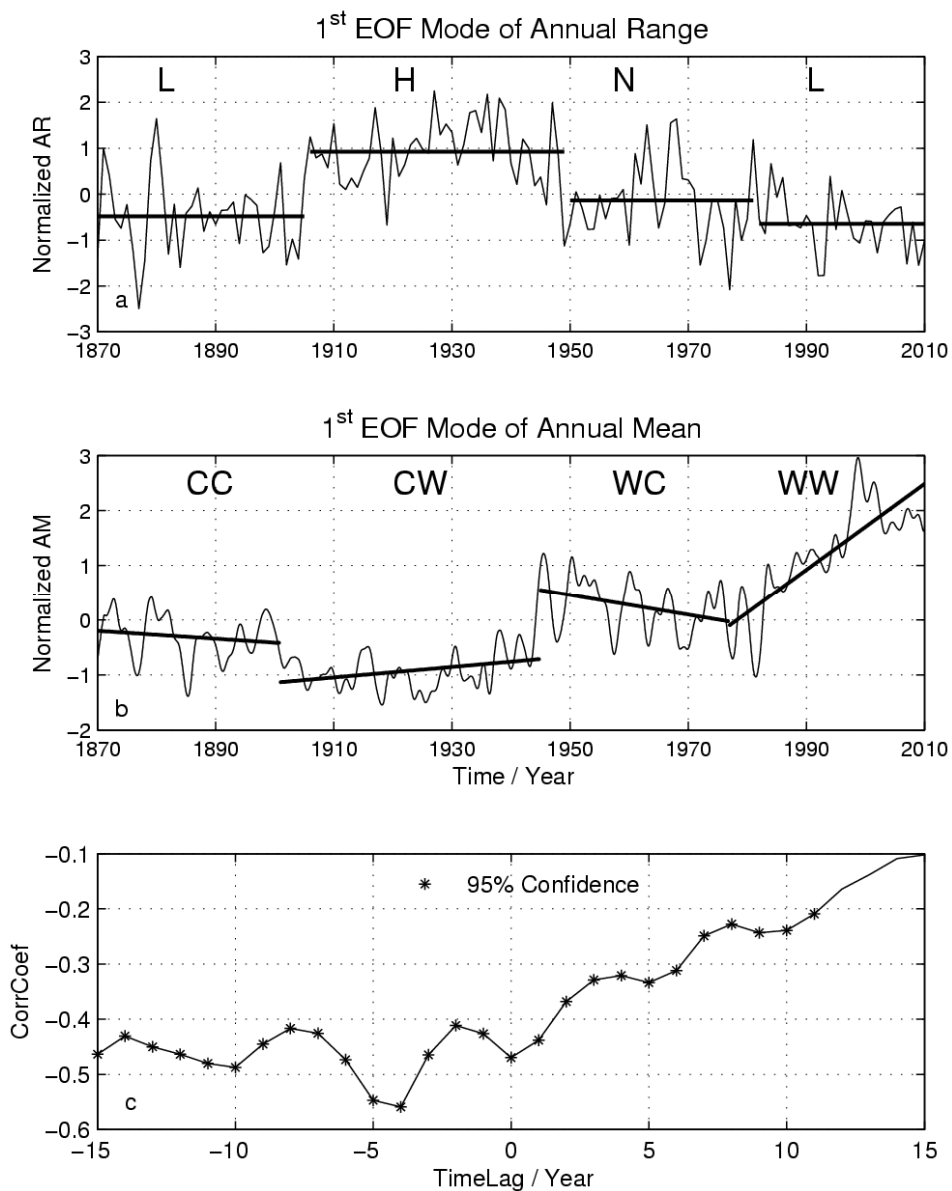 1st EOF Mode of Annual Range
3
2
1
0
−1
−2
−3
Normalized AR
L H N L
a
1870 1890 1910 1930 1950 1970 1990 2010
1st EOF Mode of Annual Mean
3
2
1
0
−1
−2
Normalized AM
CC CW WC WW
b
1870 1890 1910 1930 1950 1970 1990 2010
Time / Year
−0.1
−0.2
−0.3
−0.4
−0.5
−0.6
CorrCoef
95% Confidence
c
−15 −10 −5 0 5 10 15
TimeLag / Year